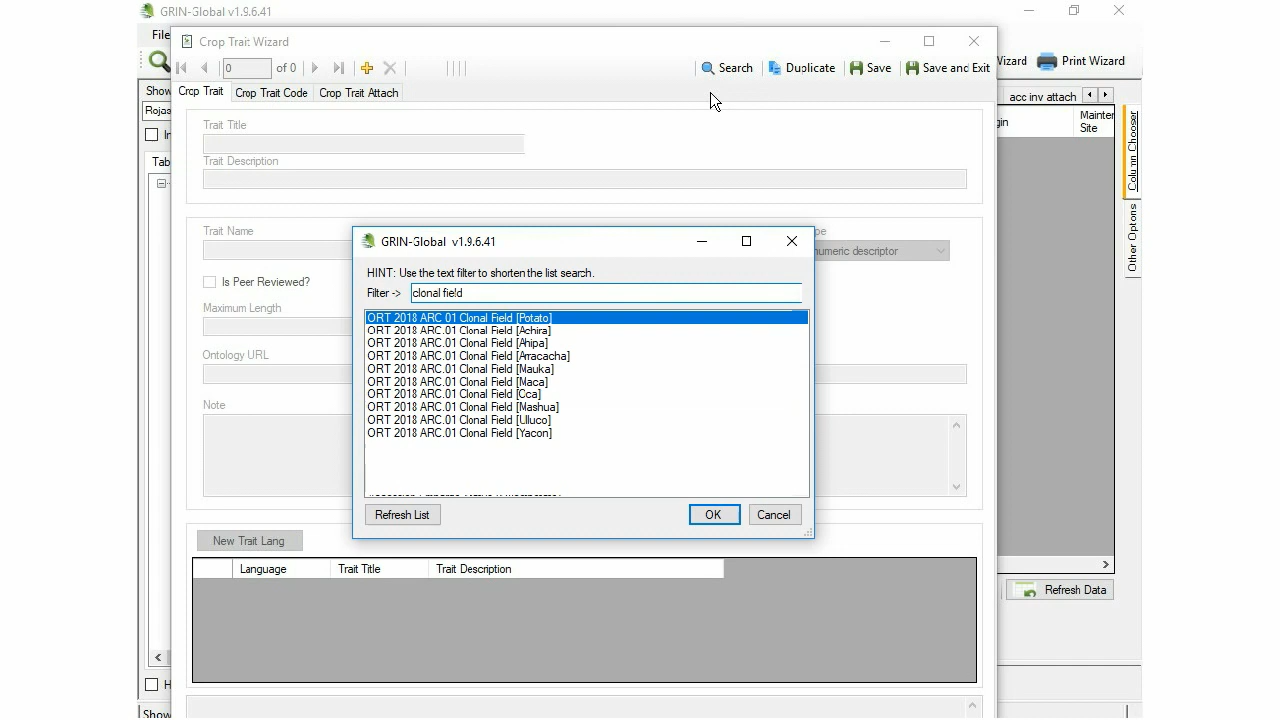 GRIN-Global v1.9.6.41
File
Crop Trait Wizard
0 of 0
Search
Duplicate
Save
Save and Exit
Wizard
Print Wizard
Show
Crop Trait
Crop Trait Code
Crop Trait Attach
acc inv attach
Rojas
Trait Title
gin
Mainter
Site
Column Chooser
In
Tab
Trait Description
Other Options
Trait Name
pe
numeric descriptor
GRIN-Global v1.9.6.41
HINT: Use the text filter to shorten the list search.
Filter ->
clonal field
Is Peer Reviewed?
Maximum Length
Ontology URL
Note
ORT 2018 ARC.01 Clonal Field [Potato]
ORT 2018 ARC.01 Clonal Field [Achira]
ORT 2018 ARC.01 Clonal Field [Ahipa]
ORT 2018 ARC.01 Clonal Field [Arracacha]
ORT 2018 ARC.01 Clonal Field [Mauka]
ORT 2018 ARC.01 Clonal Field [Maca]
ORT 2018 ARC.01 Clonal Field [Oca]
ORT 2018 ARC.01 Clonal Field [Mashua]
ORT 2018 ARC.01 Clonal Field [Ulluco]
ORT 2018 ARC.01 Clonal Field [Yacon]
Refresh List
OK
Cancel
New Trait Lang
Language
Trait Title
Trait Description
Refresh Data
H
Show